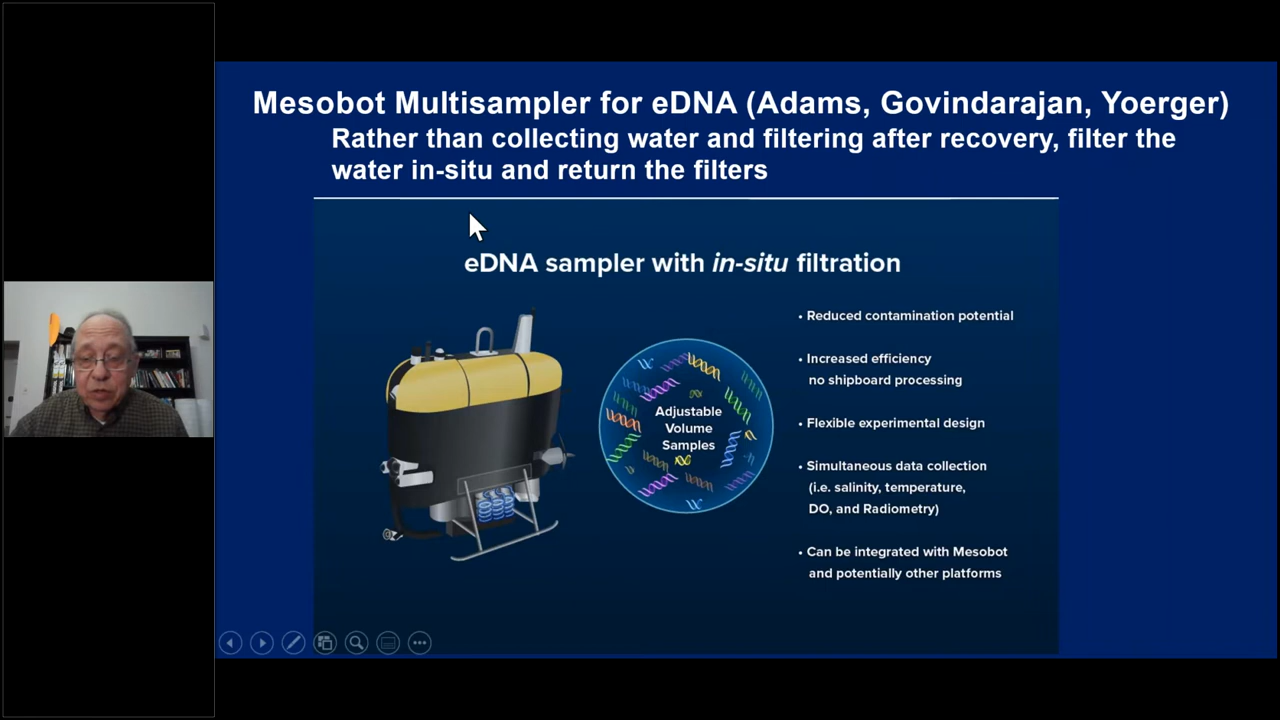 Mesobot Multisampler for eDNA (Adams, Govindarajan, Yoerger)
Rather than collecting water and filtering after recovery, filter the
water in-situ and return the filters
eDNA sampler with in-situ filtration
Adjustable
Volume
Samples
• Reduced contamination potential
• Increased efficiency
no shipboard processing
• Flexible experimental design
• Simultaneous data collection
(i.e. salinity, temperature,
DO, and Radiometry)
• Can be integrated with Mesobot
and potentially other platforms